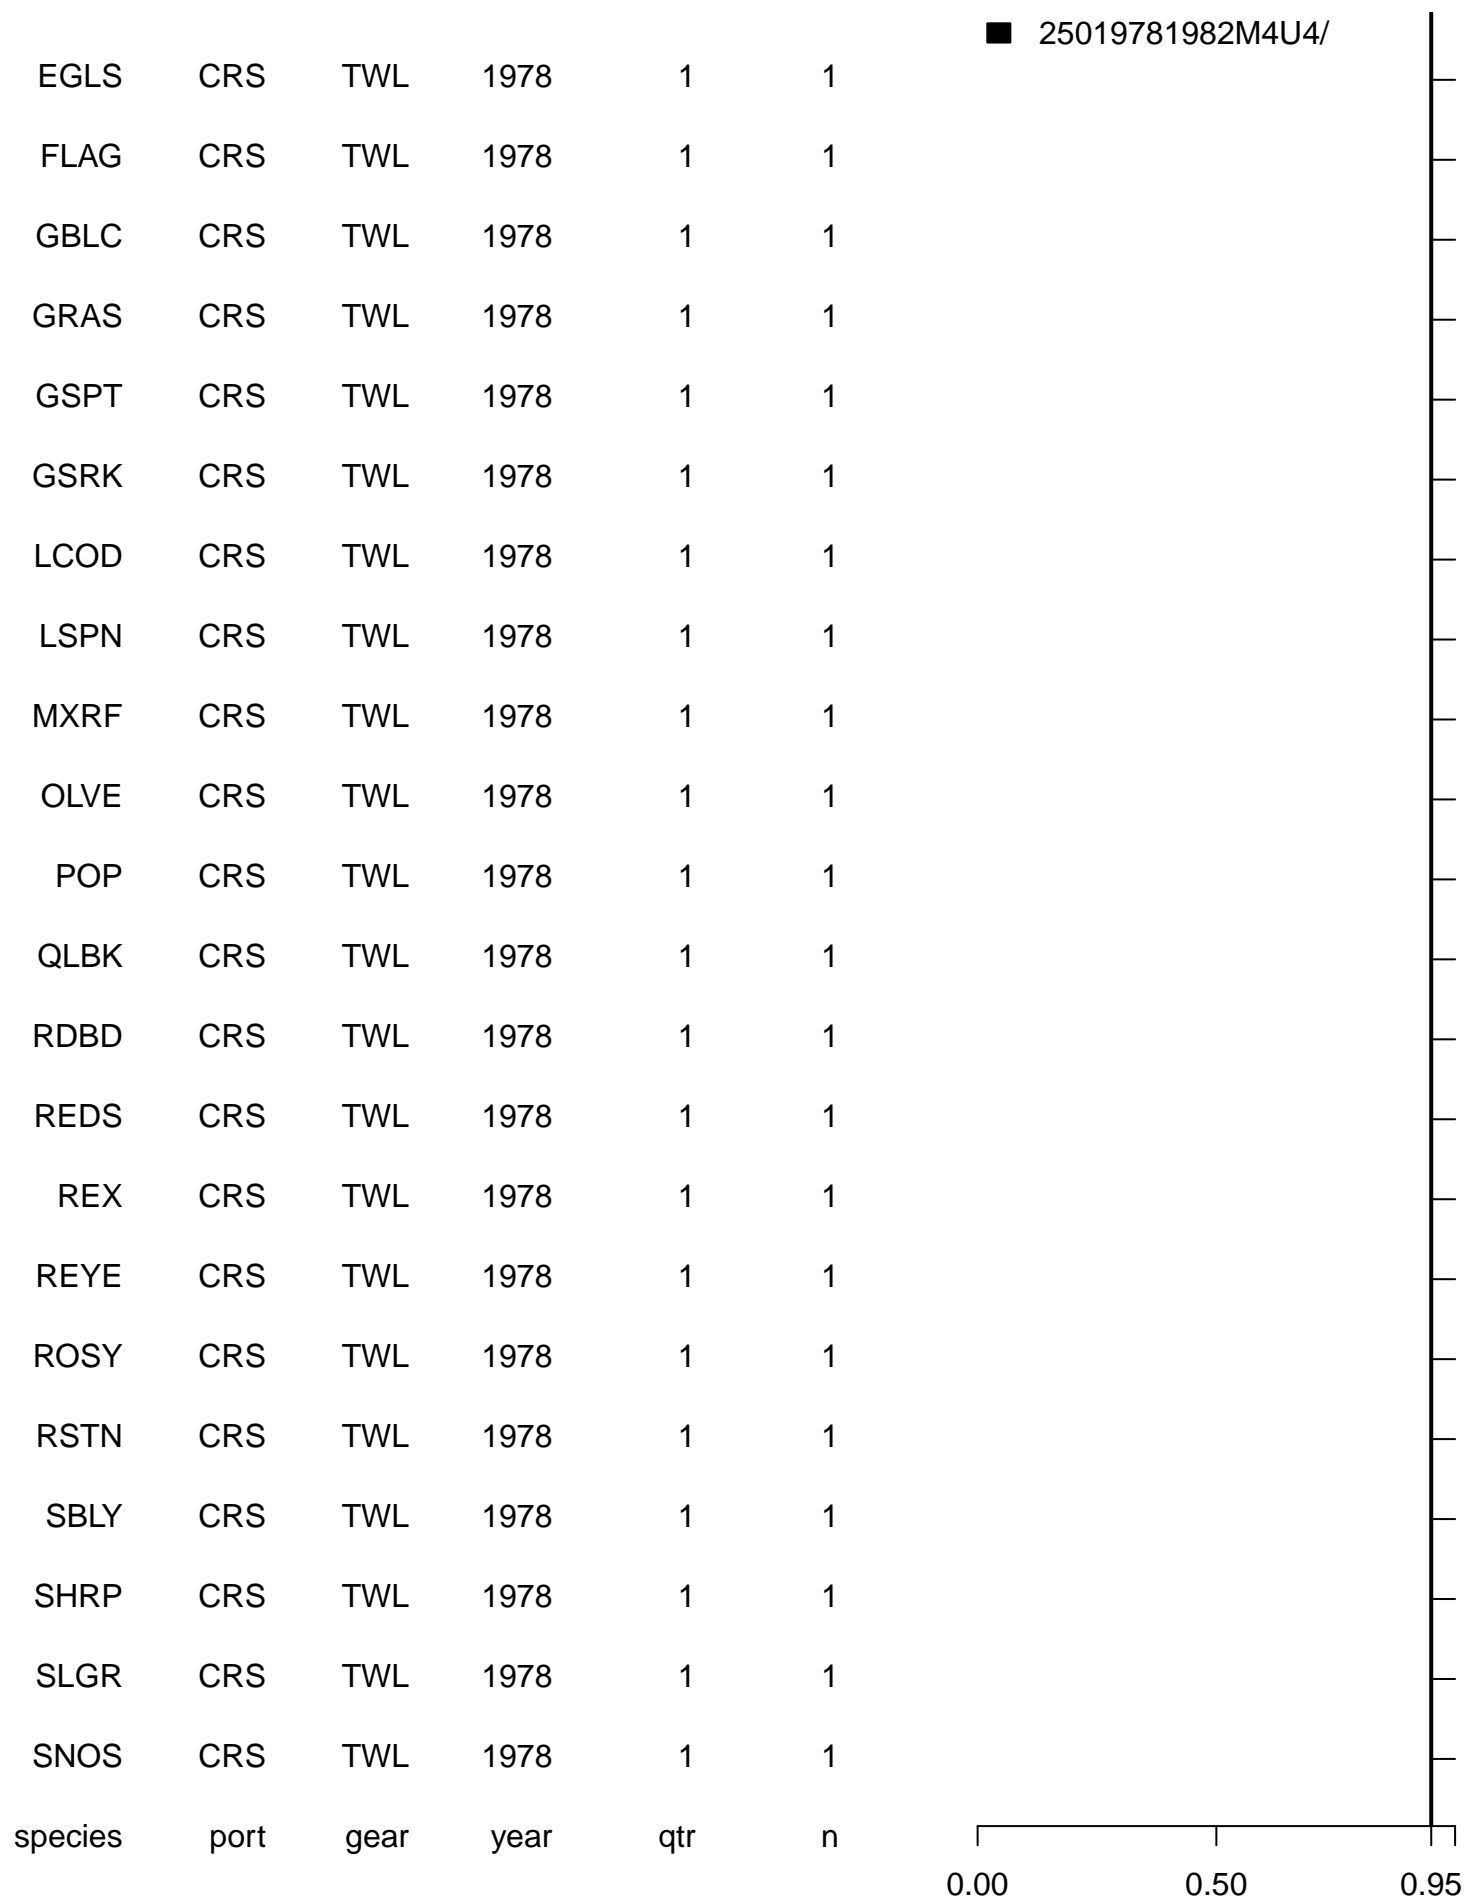 25019781982M4U4/
EGLS CRS TWL 1978 1 1
FLAG CRS TWL 1978 1 1
GBLC CRS TWL 1978 1 1
GRAS CRS TWL 1978 1 1
GSPT CRS TWL 1978 1 1
GSRK CRS TWL 1978 1 1
LCOD CRS TWL 1978 1 1
LSPN CRS TWL 1978 1 1
MXRF CRS TWL 1978 1 1
OLVE CRS TWL 1978 1 1
POP CRS TWL 1978 1 1
QLBK CRS TWL 1978 1 1
RDBD CRS TWL 1978 1 1
REDS CRS TWL 1978 1 1
REX CRS TWL 1978 1 1
REYE CRS TWL 1978 1 1
ROSY CRS TWL 1978 1 1
RSTN CRS TWL 1978 1 1
SBLY CRS TWL 1978 1 1
SHRP CRS TWL 1978 1 1
SLGR CRS TWL 1978 1 1
SNOS CRS TWL 1978 1 1
species port gear year qtr n
0.00 0.50 0.95